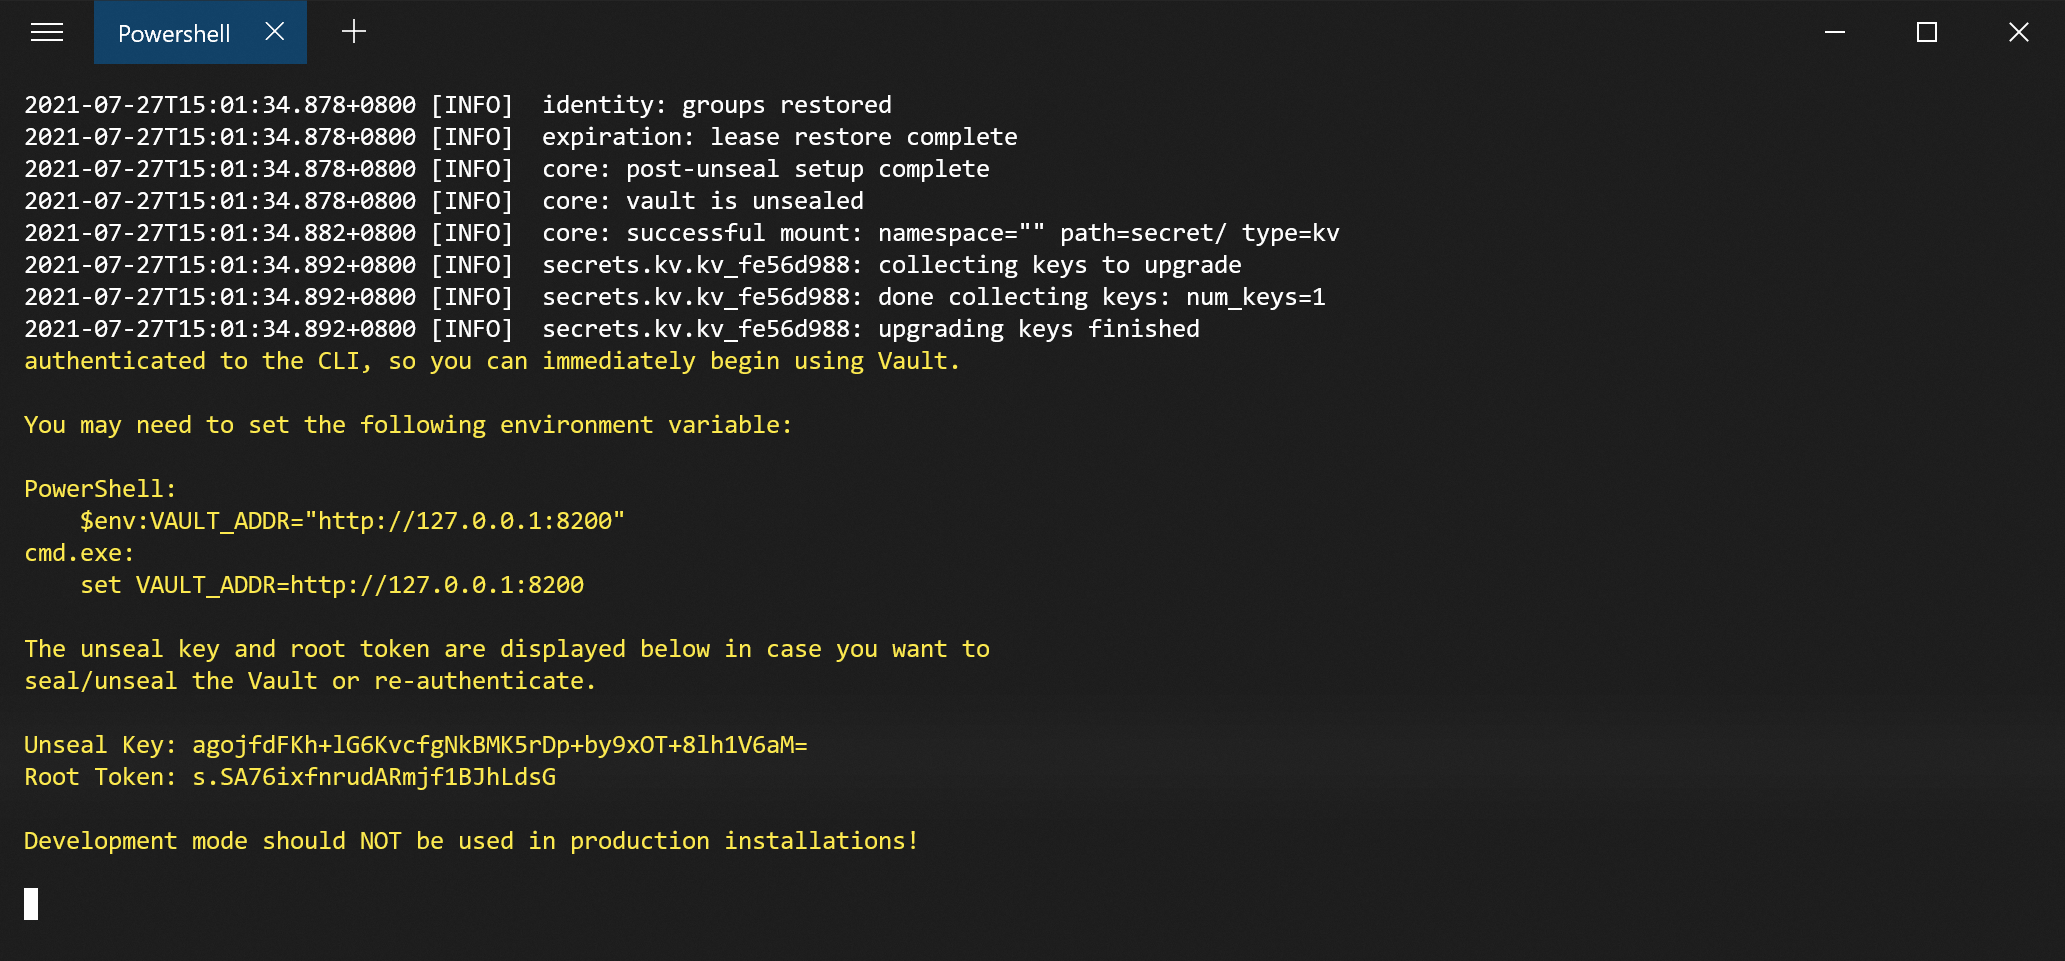 Powershell
2021-07-27T15:01:34.878+0800 [INFO]  identity: groups restored
2021-07-27T15:01:34.878+0800 [INFO]  expiration: lease restore complete
2021-07-27T15:01:34.878+0800 [INFO]  core: post-unseal setup complete
2021-07-27T15:01:34.878+0800 [INFO]  core: vault is unsealed
2021-07-27T15:01:34.882+0800 [INFO]  core: successful mount: namespace="" path=secret/ type=kv
2021-07-27T15:01:34.892+0800 [INFO]  secrets.kv.kv_fe56d988: collecting keys to upgrade
2021-07-27T15:01:34.892+0800 [INFO]  secrets.kv.kv_fe56d988: done collecting keys: num_keys=1
2021-07-27T15:01:34.892+0800 [INFO]  secrets.kv.kv_fe56d988: upgrading keys finished
authenticated to the CLI, so you can immediately begin using Vault.

You may need to set the following environment variable:

PowerShell:
    $env:VAULT_ADDR="http://127.0.0.1:8200"
cmd.exe:
    set VAULT_ADDR=http://127.0.0.1:8200

The unseal key and root token are displayed below in case you want to
seal/unseal the Vault or re-authenticate.

Unseal Key: agojfdFKh+lG6KvcfgNkBMK5rDp+by9xOT+8lh1V6aM=
Root Token: s.SA76ixfnrudARmjf1BJhLdsG

Development mode should NOT be used in production installations!